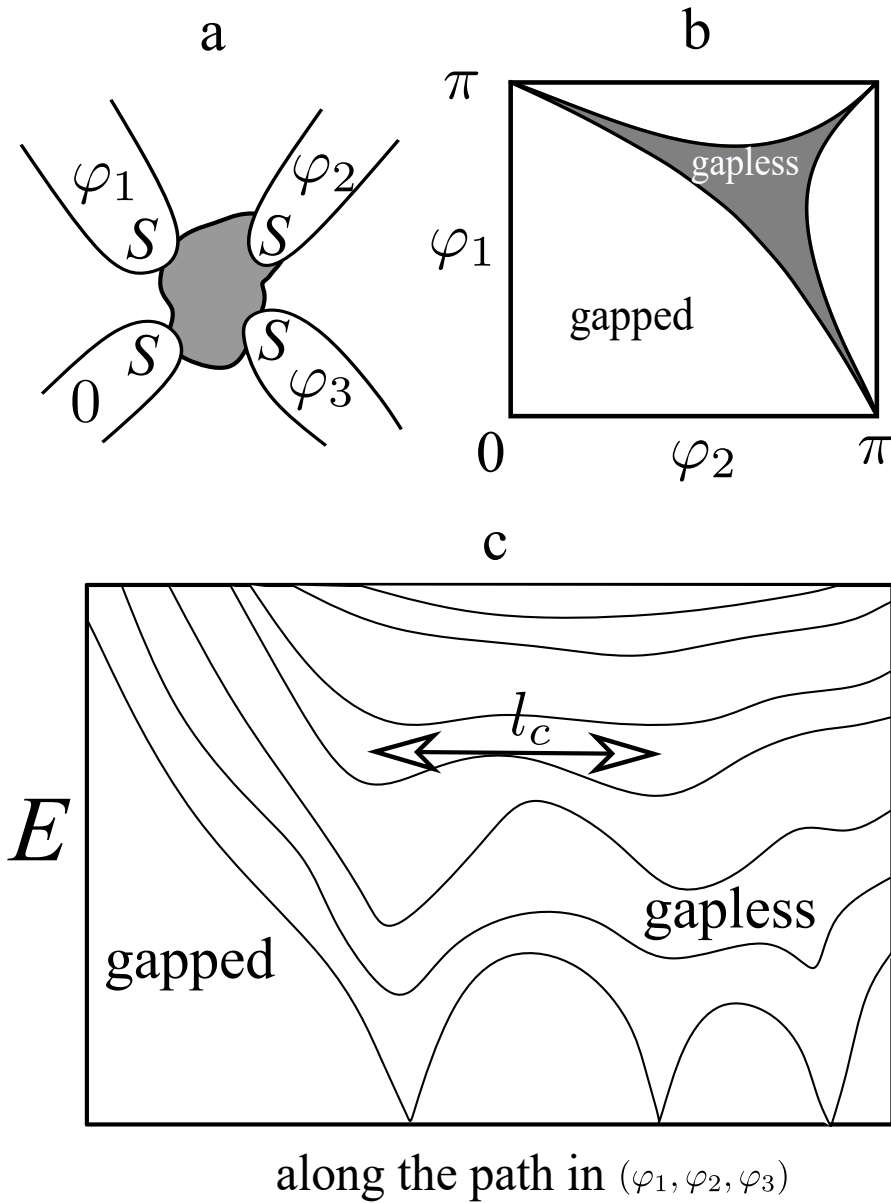 a
b
φ1
φ2
S
S
S
S
0
φ3
π
gapless
φ1
gapped
0
φ2
π
c
lc
E
gapless
gapped
along the path in (φ1, φ2, φ3)